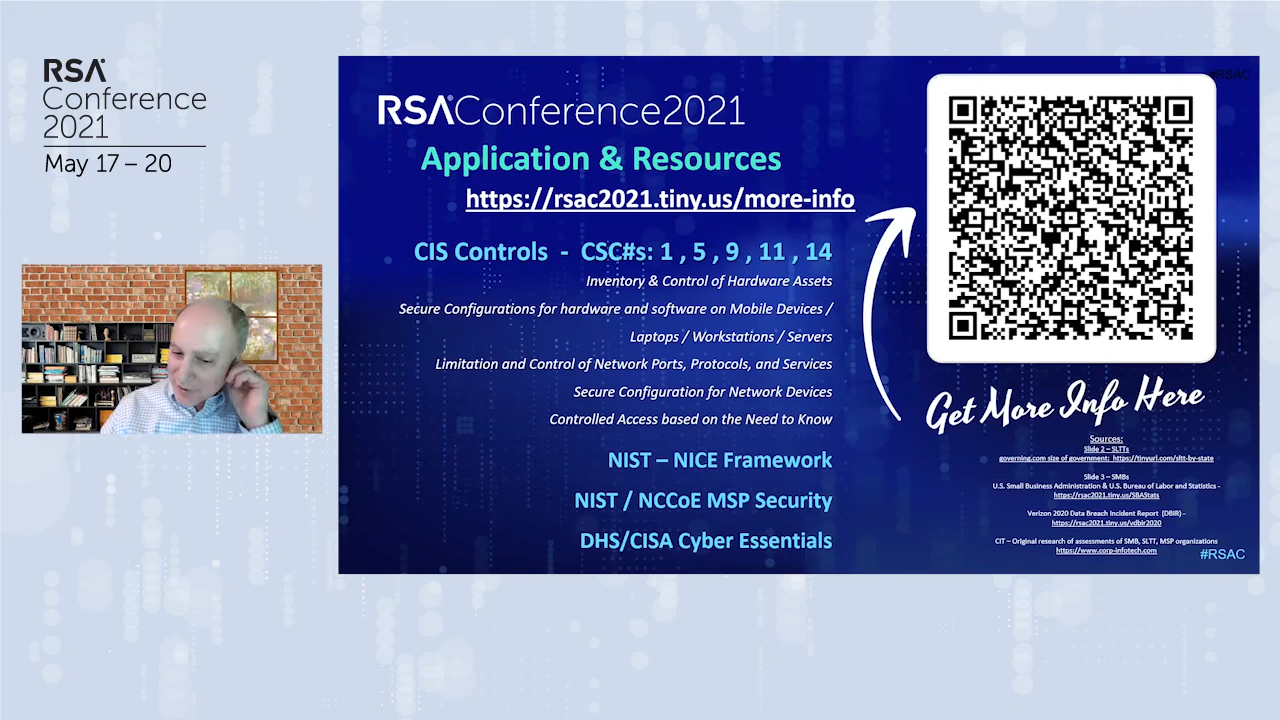 RSA
Conference
2021
May 17 – 20
#RSAC
RSAConference2021
Application & Resources
https://rsac2021.tiny.us/more-info
CIS Controls - CSC#s: 1 , 5 , 9 , 11 , 14
Inventory & Control of Hardware Assets
Secure Configurations for hardware and software on Mobile Devices /
Laptops / Workstations / Servers
Limitation and Control of Network Ports, Protocols, and Services
Secure Configuration for Network Devices
Controlled Access based on the Need to Know
NIST – NICE Framework
NIST / NCCoE MSP Security
DHS/CISA Cyber Essentials
Get More Info Here
Sources:
Slide 2 – SLTTs
governing.com size of government: https://tinyurl.com/sltt-by-state
Slide 3 – SMBs
U.S. Small Business Administration & U.S. Bureau of Labor and Statistics -
https://rsac2021.tiny.us/SBAStats
Verizon 2020 Data Breach Incident Report (DBIR) -
https://rsac2021.tiny.us/vdbir2020
CIT – Original research of assessments of SMB, SLTT, MSP organizations
https://www.corp-infotech.com
#RSAC